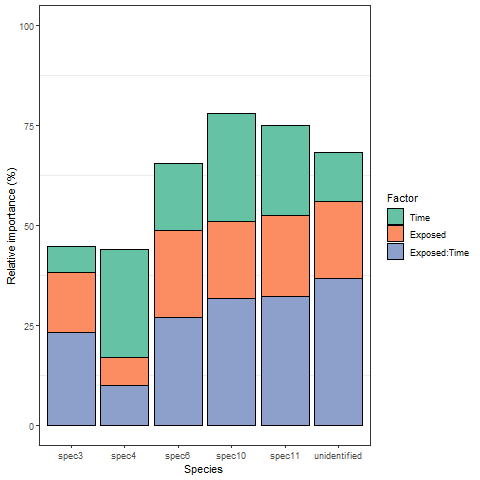 100
75
50
25
0
Relative importance (%)
spec3 spec4 spec6 spec10 spec11 unidentified
Species
Factor
Time
Exposed
Exposed:Time